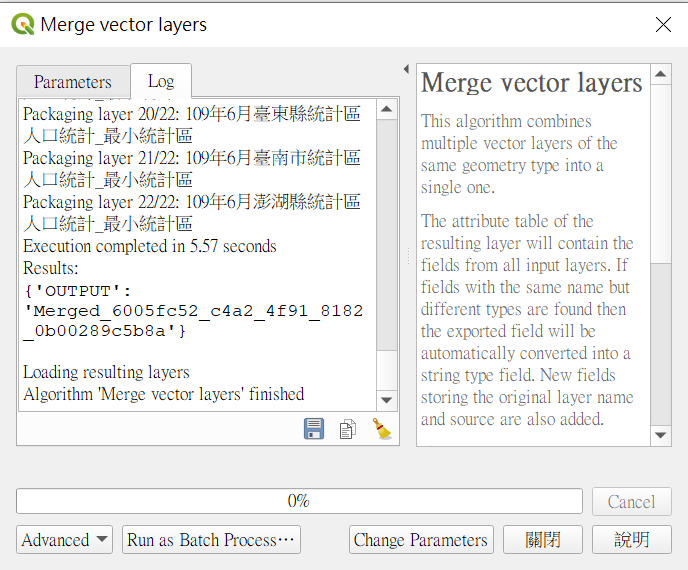 Merge vector layers
Parameters
Log
Packaging layer 20/22: 109年6月臺東縣統計區
人口統計_最小統計區
Packaging layer 21/22: 109年6月臺南市統計區
人口統計_最小統計區
Packaging layer 22/22: 109年6月澎湖縣統計區
人口統計_最小統計區
Execution completed in 5.57 seconds
Results:
{'OUTPUT':
'Merged_6005fc52_c4a2_4f91_8182
_0b00289c5b8a'}
Loading resulting layers
Algorithm 'Merge vector layers' finished
Merge vector layers
This algorithm combines
multiple vector layers of the
same geometry type into a
single one.
The attribute table of the
resulting layer will contain the
fields from all input layers. If
fields with the same name but
different types are found then
the exported field will be
automatically converted into a
string type field. New fields
storing the original layer name
and source are also added.
0%
Cancel
Advanced
Run as Batch Process…
Change Parameters
關閉
說明